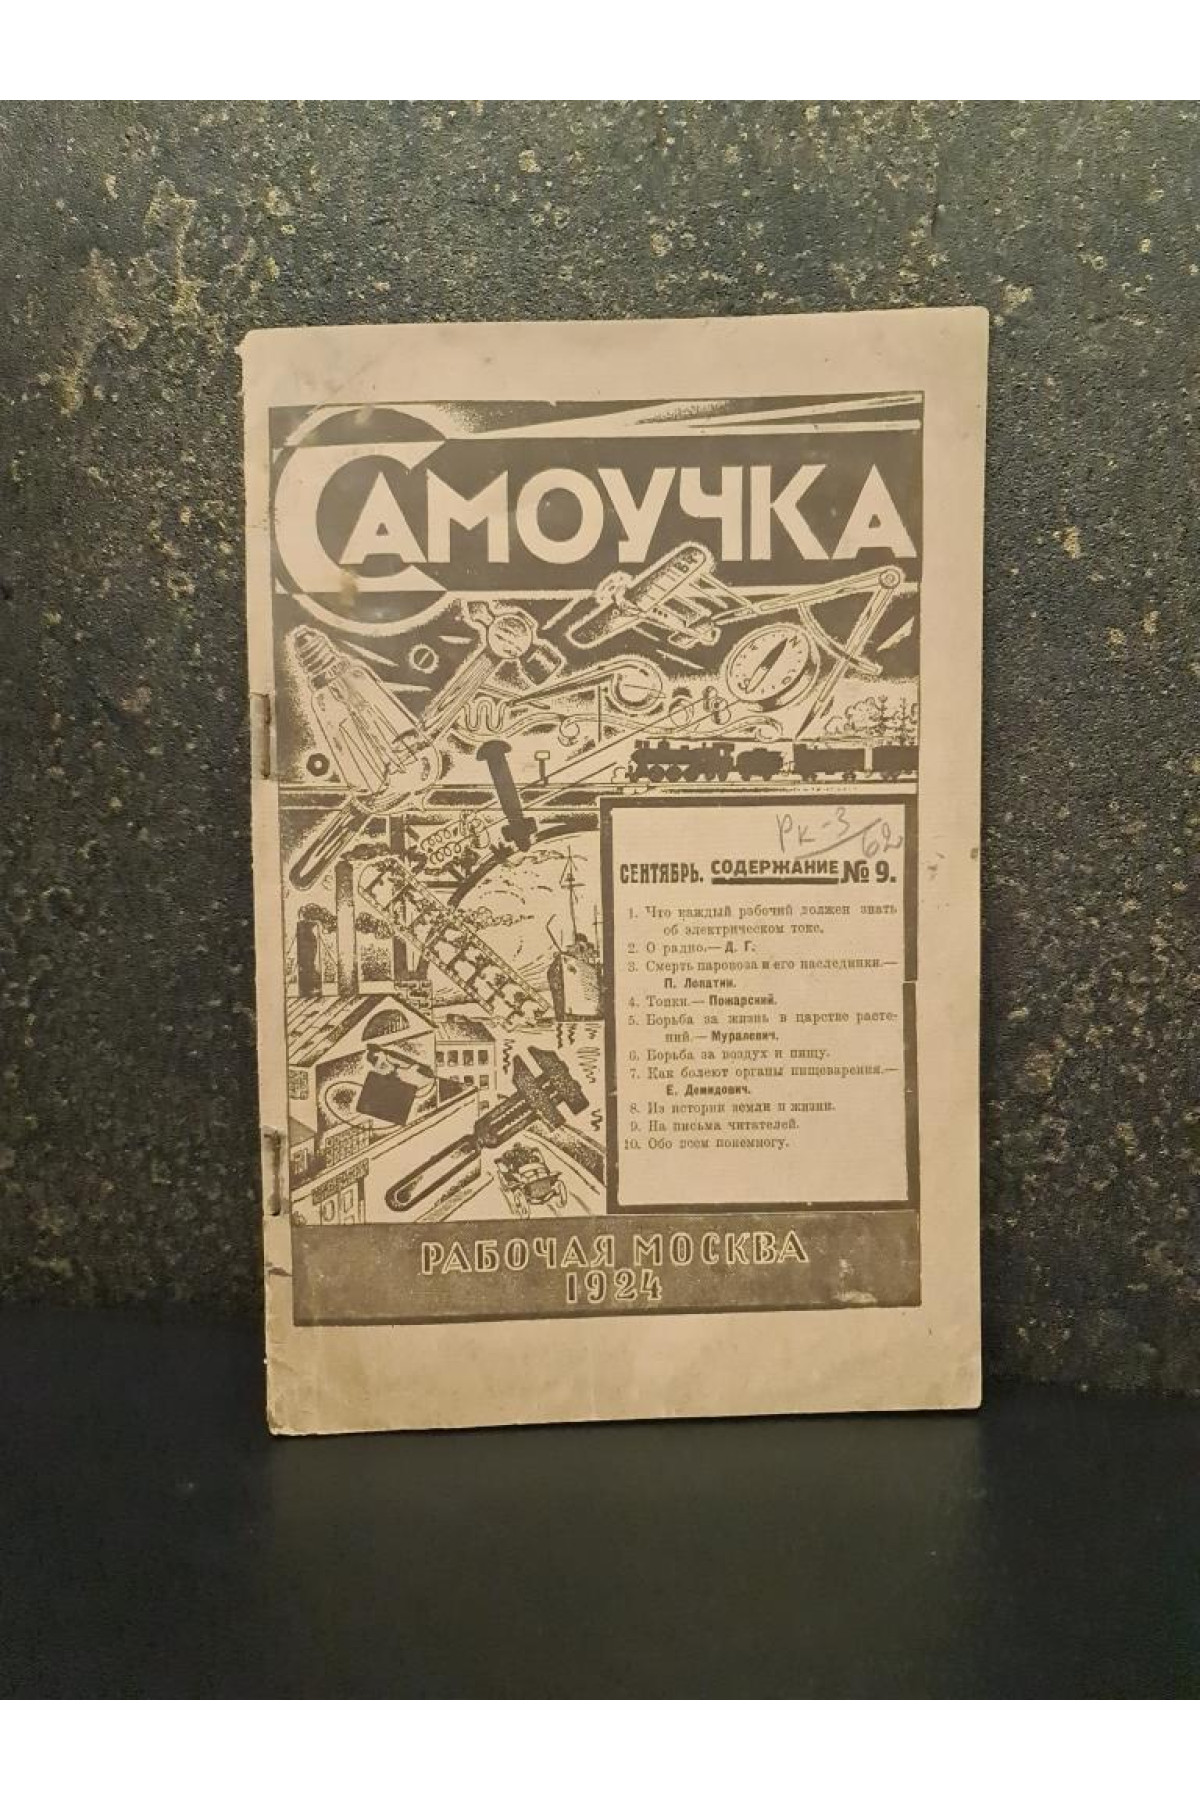 САМОУЧКА
Рк-3/62
СЕНТЯБРЬ. СОДЕРЖАНИЕ № 9.
1. Что каждый рабочий должен знать
об электрическом токе.
2. О радио.— Д. Г.
3. Смерть паровоза и его наследники.—
П. Лопатин.
4. Топки.— Пожарский.
5. Борьба за жизнь в царстве расте-
ний.— Муралевич.
6. Борьба за воздух и пищу.
7. Как болеют органы пищеварения.—
Е. Демидович.
8. Из истории земли и жизни.
9. На письма читателей.
10. Обо всем понемногу.
РАБОЧАЯ МОСКВА
1924